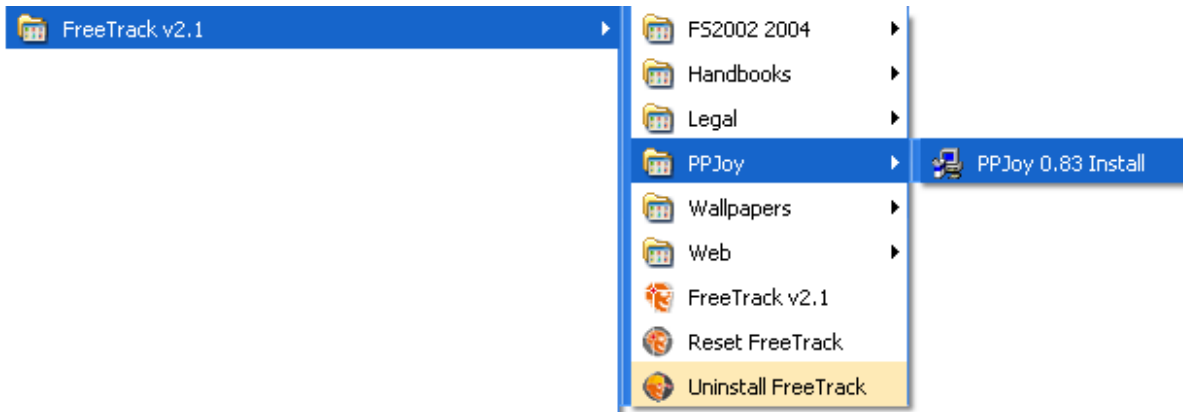 FreeTrack v2.1
FS2002 2004
Handbooks
Legal
PPJoy
PPJoy 0.83 Install
Wallpapers
Web
FreeTrack v2.1
Reset FreeTrack
Uninstall FreeTrack